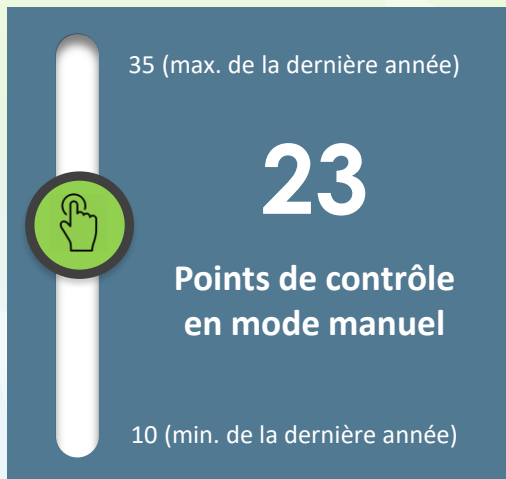 35 (max. de la dernière année)
23
Points de contrôle
en mode manuel
10 (min. de la dernière année)